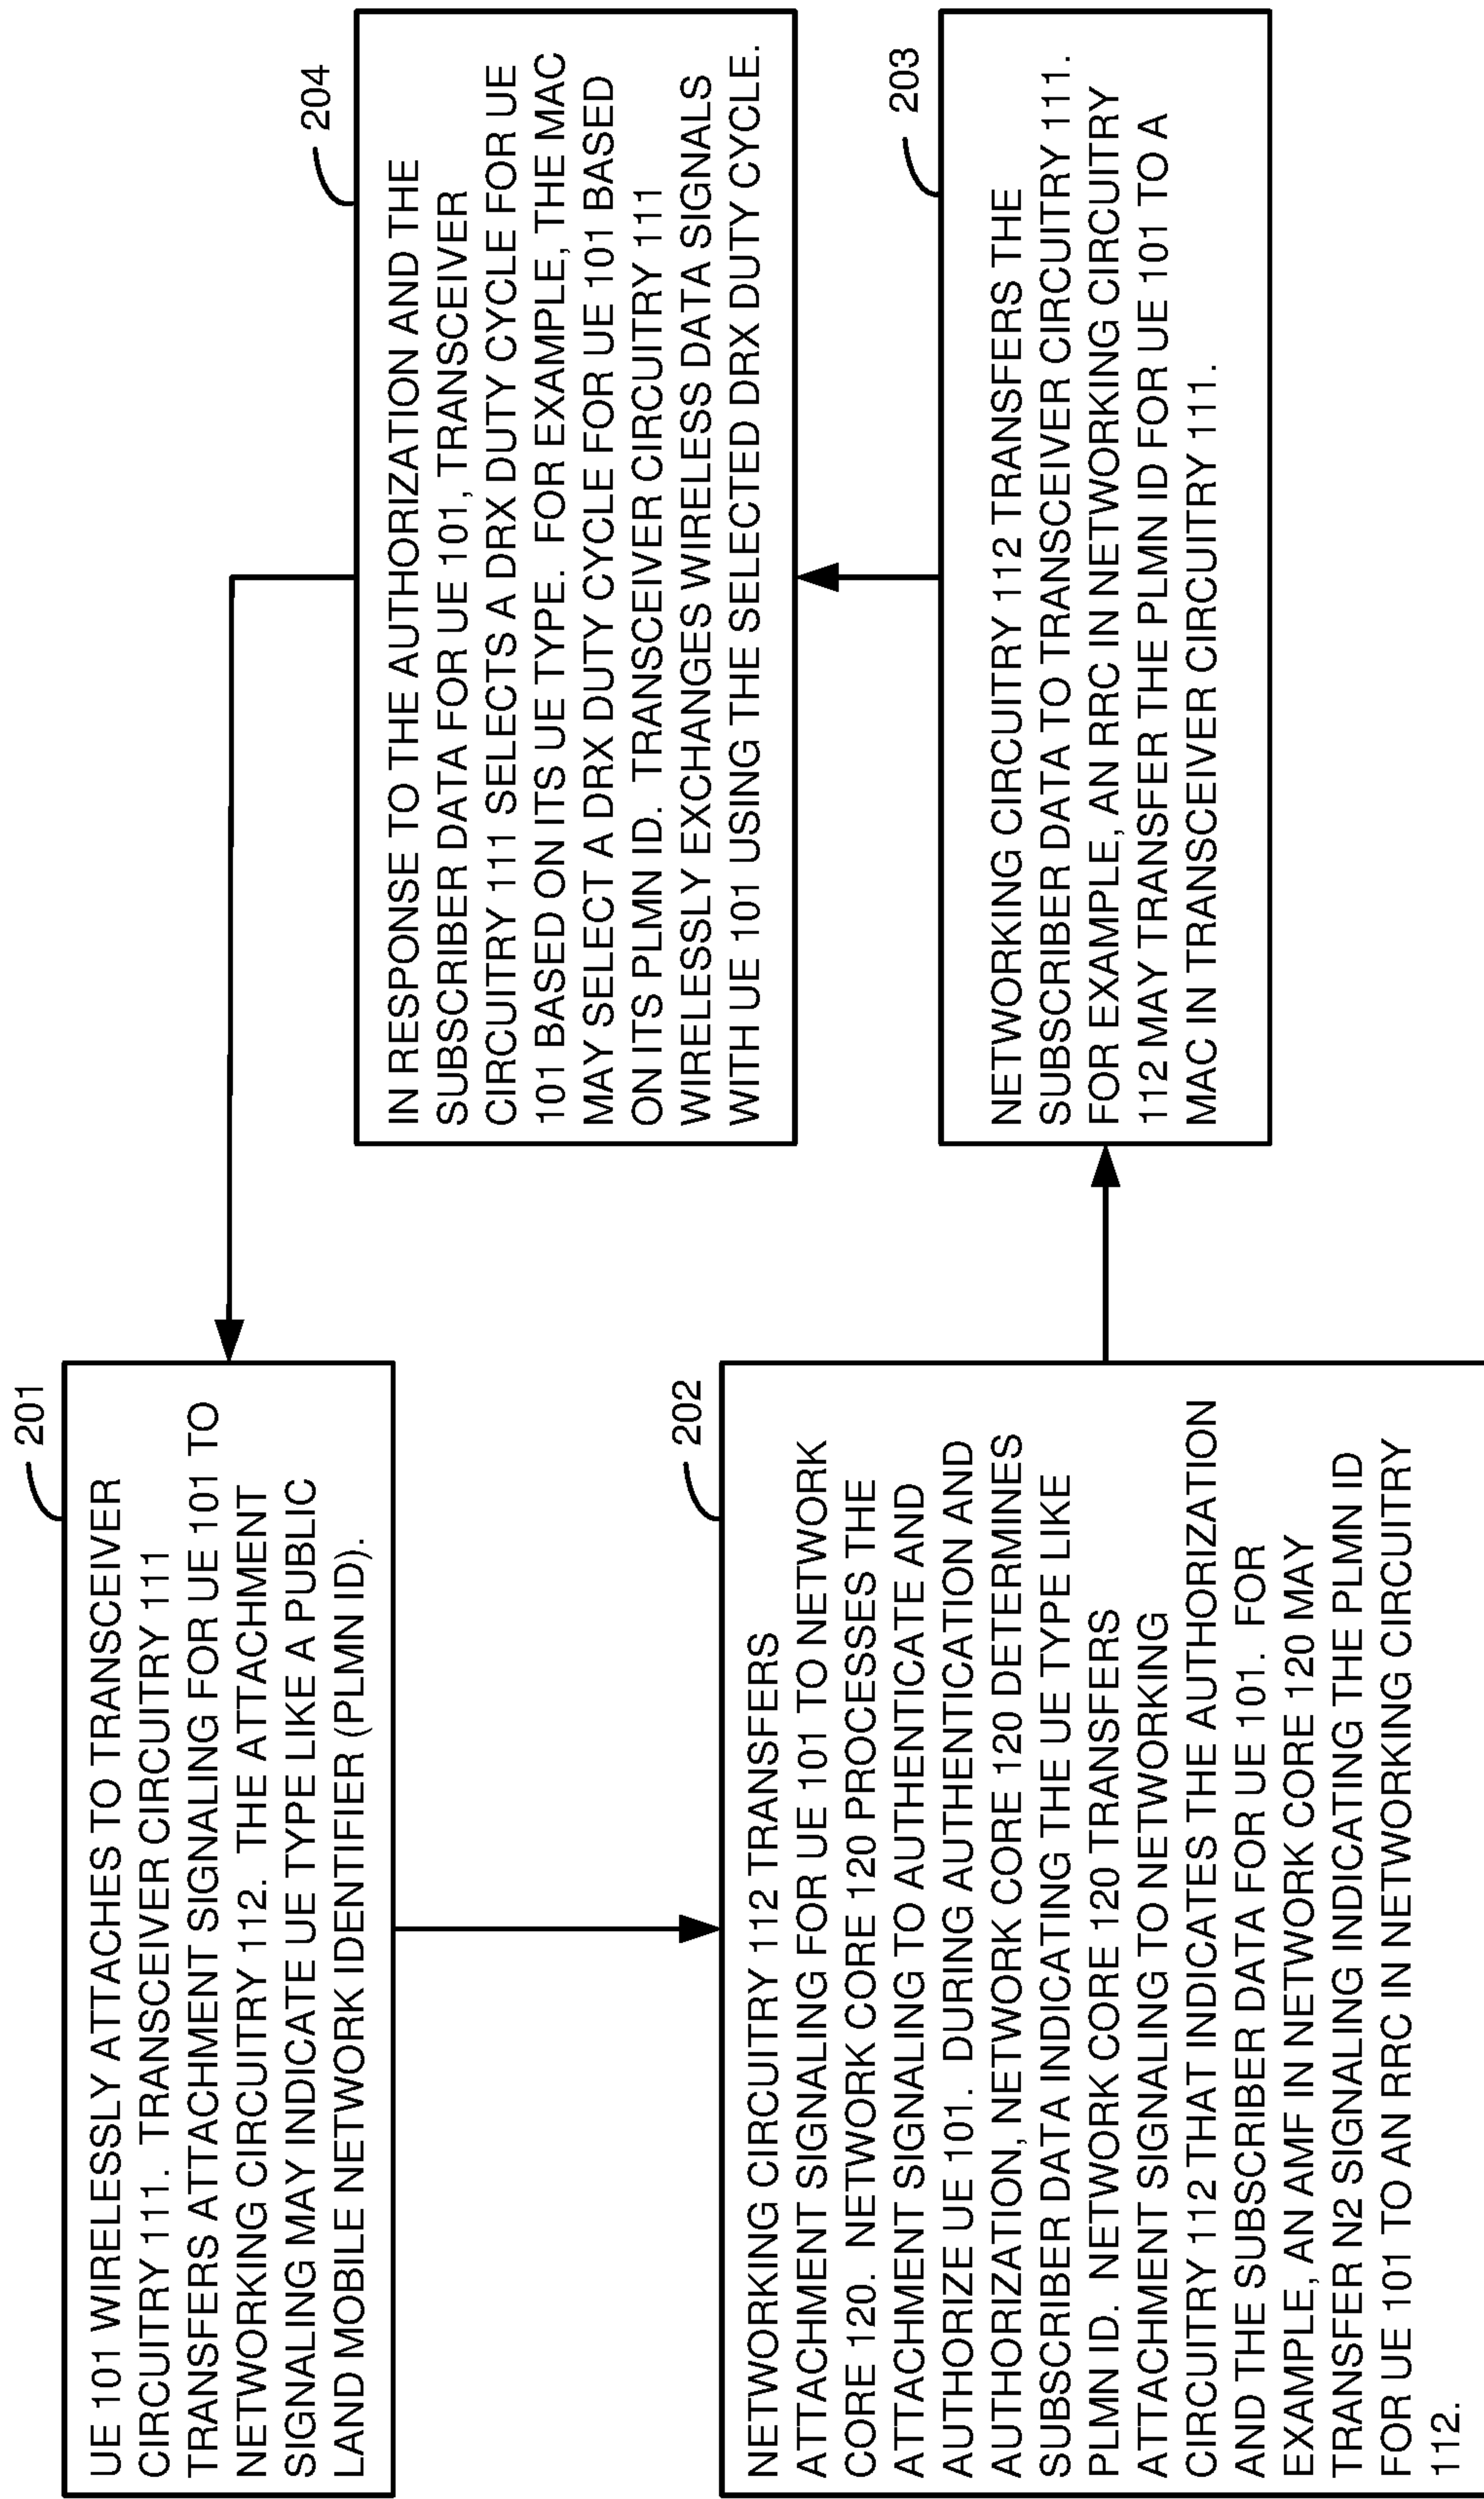 201
UE 101 WIRELESSLY ATTACHES TO TRANSCEIVER
CIRCUITRY 111. TRANSCEIVER CIRCUITRY 111
TRANSFERS ATTACHMENT SIGNALING FOR UE 101 TO
NETWORKING CIRCUITRY 112. THE ATTACHMENT
SIGNALING MAY INDICATE UE TYPE LIKE A PUBLIC
LAND MOBILE NETWORK IDENTIFIER (PLMN ID).
202
NETWORKING CIRCUITRY 112 TRANSFERS
ATTACHMENT SIGNALING FOR UE 101 TO NETWORK
CORE 120. NETWORK CORE 120 PROCESSES THE
ATTACHMENT SIGNALING TO AUTHENTICATE AND
AUTHORIZE UE 101. DURING AUTHENTICATION AND
AUTHORIZATION, NETWORK CORE 120 DETERMINES
SUBSCRIBER DATA INDICATING THE UE TYPE LIKE
PLMN ID. NETWORK CORE 120 TRANSFERS
ATTACHMENT SIGNALING TO NETWORKING
CIRCUITRY 112 THAT INDICATES THE AUTHORIZATION
AND THE SUBSCRIBER DATA FOR UE 101. FOR
EXAMPLE, AN AMF IN NETWORK CORE 120 MAY
TRANSFER N2 SIGNALING INDICATING THE PLMN ID
FOR UE 101 TO AN RRC IN NETWORKING CIRCUITRY
112.
203
NETWORKING CIRCUITRY 112 TRANSFERS THE
SUBSCRIBER DATA TO TRANSCEIVER CIRCUITRY 111.
FOR EXAMPLE, AN RRC IN NETWORKING CIRCUITRY
112 MAY TRANSFER THE PLMN ID FOR UE 101 TO A
MAC IN TRANSCEIVER CIRCUITRY 111.
204
IN RESPONSE TO THE AUTHORIZATION AND THE
SUBSCRIBER DATA FOR UE 101, TRANSCEIVER
CIRCUITRY 111 SELECTS A DRX DUTY CYCLE FOR UE
101 BASED ON ITS UE TYPE. FOR EXAMPLE, THE MAC
MAY SELECT A DRX DUTY CYCLE FOR UE 101 BASED
ON ITS PLMN ID. TRANSCEIVER CIRCUITRY 111
WIRELESSLY EXCHANGES WIRELESS DATA SIGNALS
WITH UE 101 USING THE SELECTED DRX DUTY CYCLE.